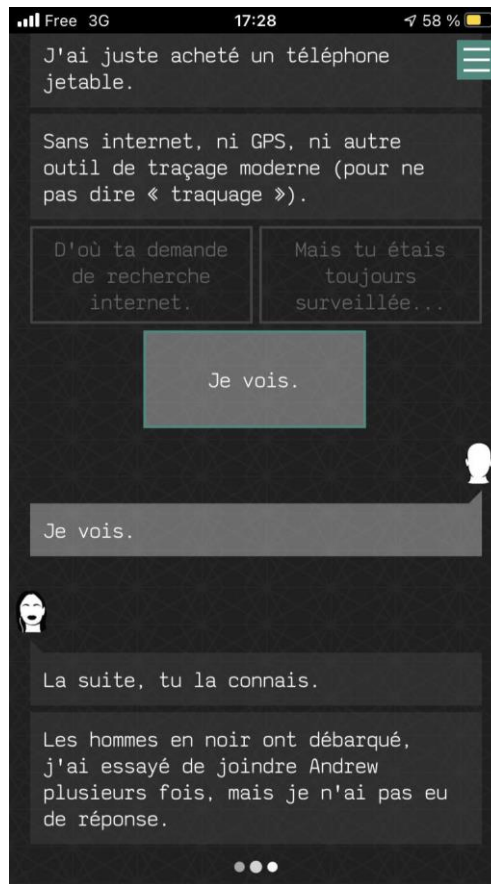 Free 3G 17:28 58 %
J'ai juste acheté un téléphone
jetable.
Sans internet, ni GPS, ni autre
outil de traçage moderne (pour ne
pas dire « traquage »).
D'où ta demande
de recherche
internet.
Mais tu étais
toujours
surveillée...
Je vois.
Je vois.
La suite, tu la connais.
Les hommes en noir ont débarqué,
j'ai essayé de joindre Andrew
plusieurs fois, mais je n'ai pas eu
de réponse.